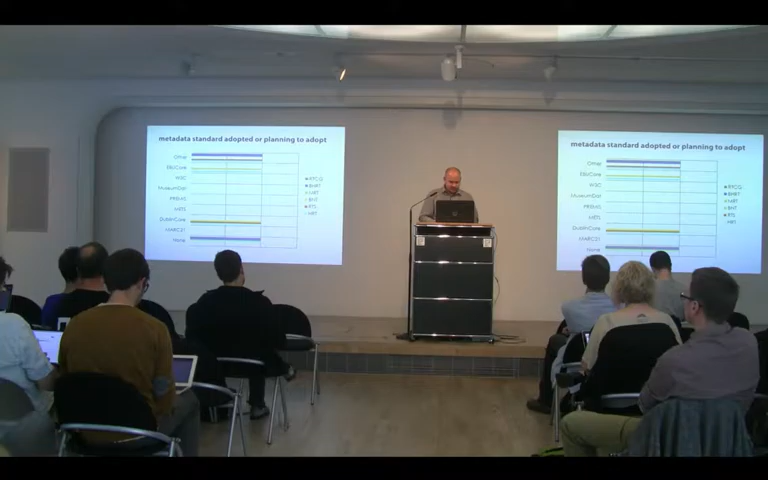 metadata standard adopted or planning to adopt
Other
EbuCore
W3C
MuseumDat
PREMIS
METS
DublinCore
MARC21
None
metadata standard adopted or planning to adopt
Other
EbuCore
W3C
MuseumDat
PREMIS
METS
DublinCore
MARC21
None